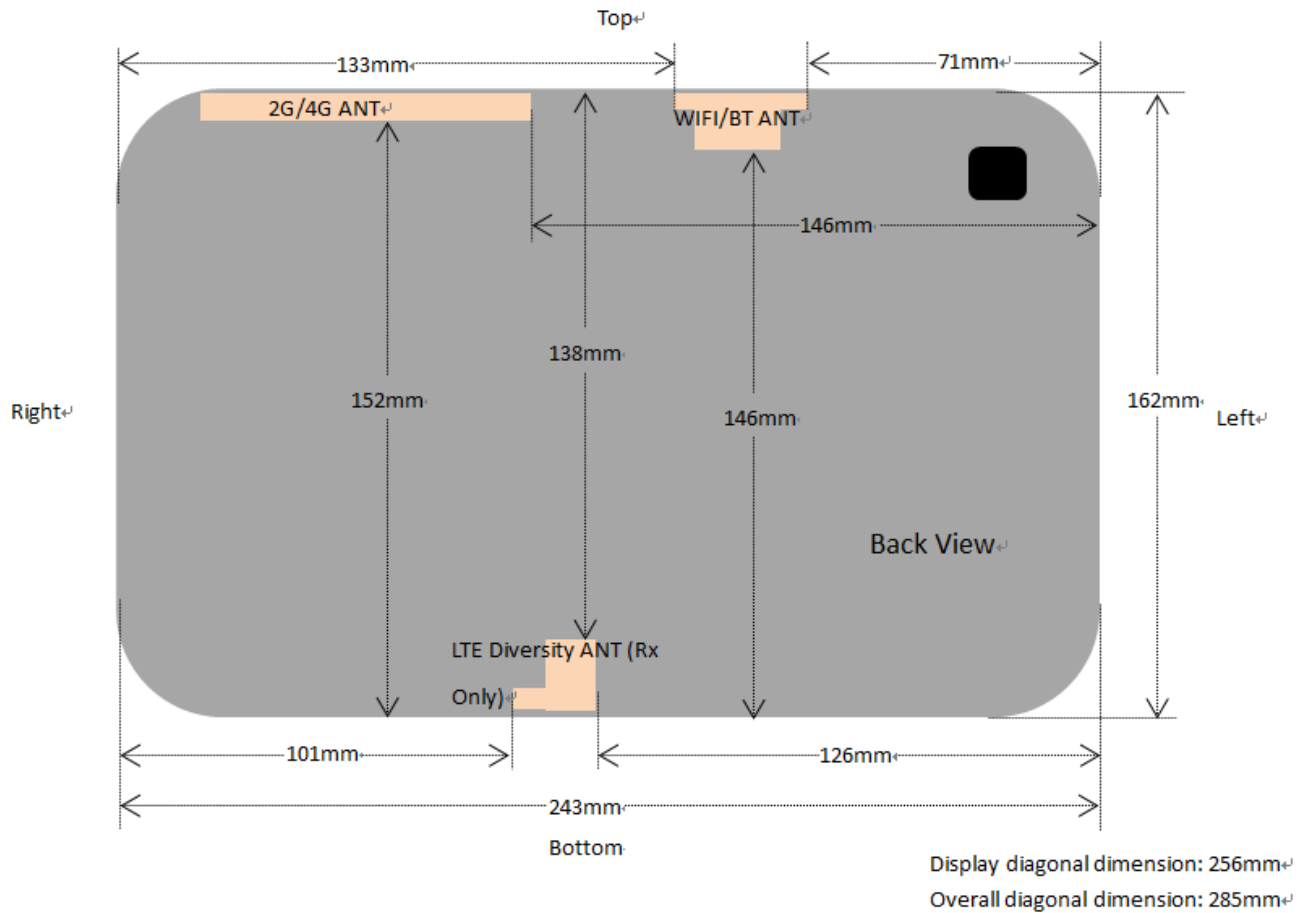 Top
133mm
71mm
2G/4G ANT
WIFI/BT ANT
146mm
138mm
152mm
146mm
162mm
Right
Left
Back View
LTE Diversity ANT (Rx
Only)
101mm
126mm
243mm
Bottom
Display diagonal dimension: 256mm
Overall diagonal dimension: 285mm